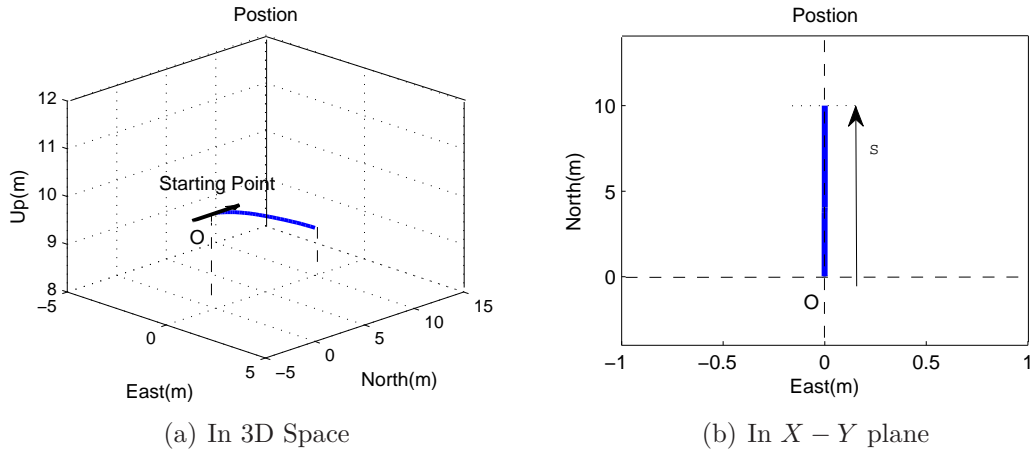 Postion
12
11
10
9
8
Up(m)
Starting Point
O
−5
0
5
East(m)
−5
0
5
10
15
North(m)
(a) In 3D Space
Postion
10
5
0
North(m)
s
O
−1
−0.5
0
0.5
1
East(m)
(b) In X − Y plane